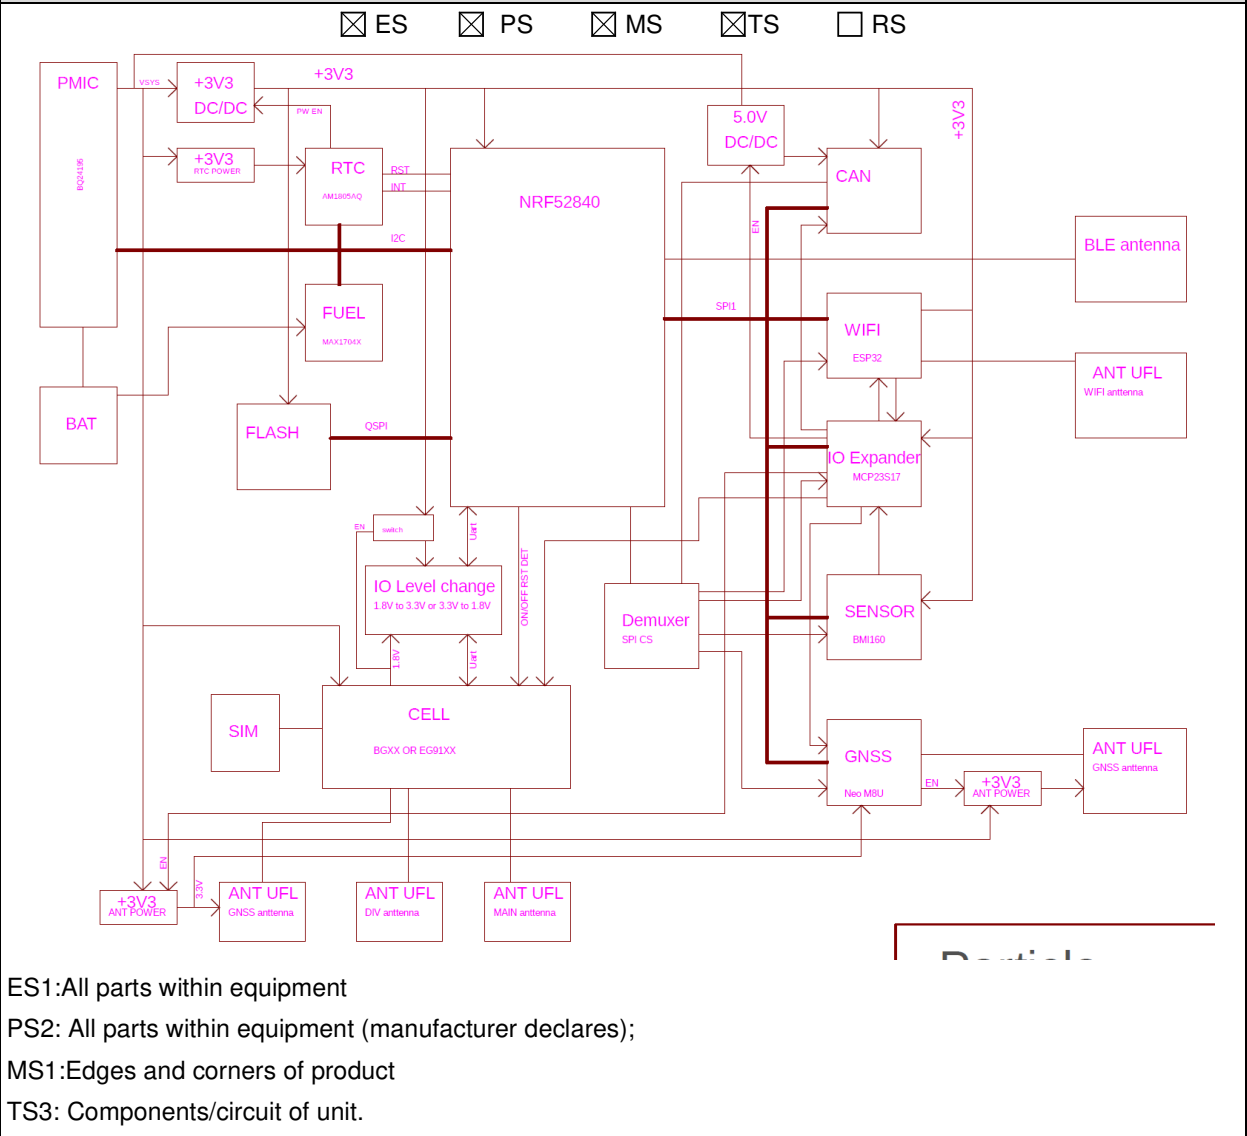 ☒ ES ☒ PS ☒ MS ☒TS ☐ RS
PMIC
BQ24195
VSYS
+3V3
DC/DC
+3V3
PW EN
+3V3
RTC POWER
RTC
AM1805AQ
RST
INT
I2C
NRF52840
5.0V
DC/DC
+3V3
CAN
EN
BLE antenna
FUEL
MAX1704X
SPI1
WIFI
ESP32
ANT UFL
WIFI anttenna
BAT
FLASH
QSPI
IO Expander
MCP23S17
EN
switch
Uart
ON/OFF RST DET
IO Level change
1.8V to 3.3V or 3.3V to 1.8V
Demuxer
SPI CS
SENSOR
BMI160
1.8V
Uart
SIM
CELL
BGXX OR EG91XX
GNSS
Neo M8U
EN
+3V3
ANT POWER
ANT UFL
GNSS anttenna
EN
3.3V
+3V3
ANT POWER
ANT UFL
GNSS anttenna
ANT UFL
DIV anttenna
ANT UFL
MAIN anttenna
ES1:All parts within equipment
PS2: All parts within equipment (manufacturer declares);
MS1:Edges and corners of product
TS3: Components/circuit of unit.